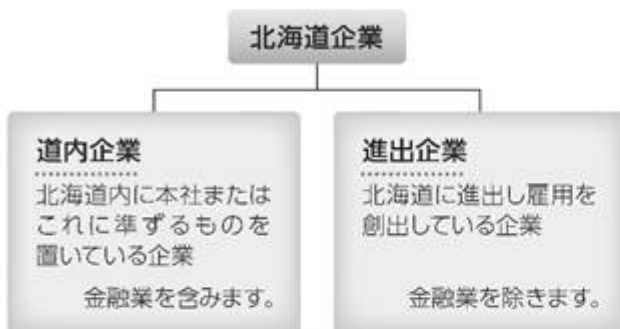 北海道企業
道内企業
北海道内に本社または
これに準ずるものを
置いている企業
金融業を含みます。
進出企業
北海道に進出し雇用を
創出している企業
金融業を除きます。